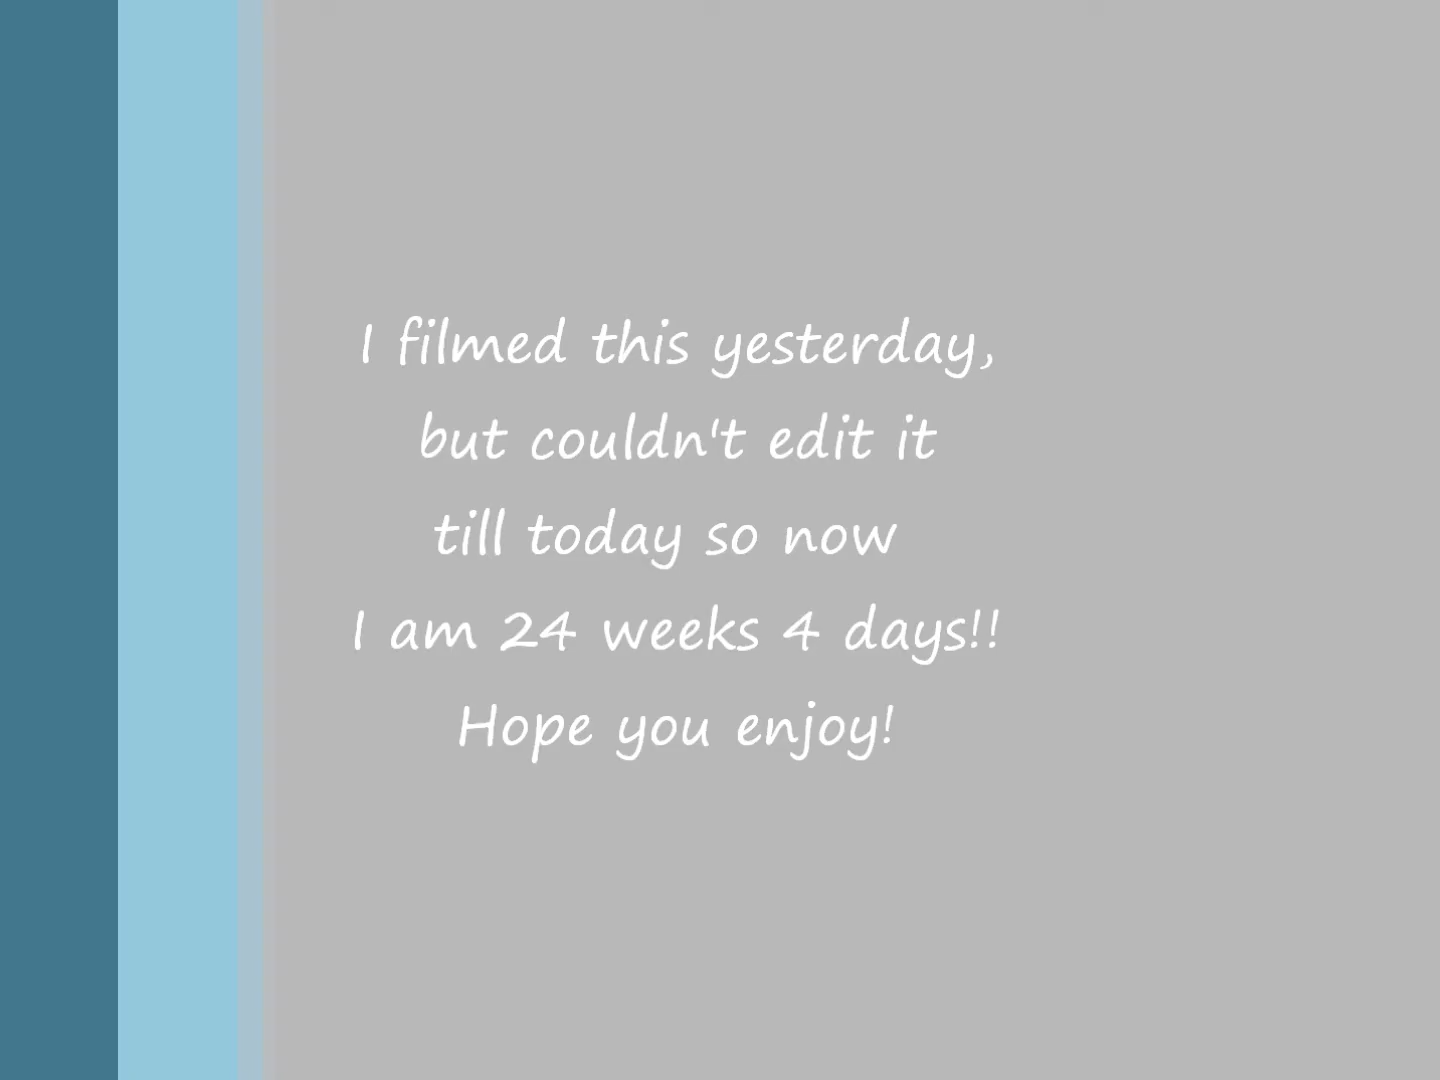 I filmed this yesterday,
but couldn't edit it
till today so now
I am 24 weeks 4 days!!
Hope you enjoy!